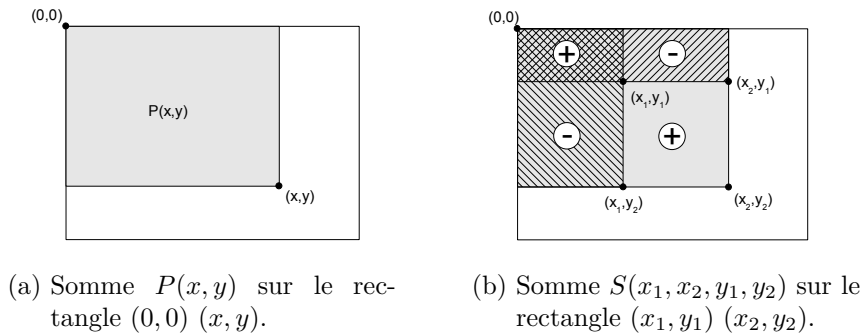 (0,0)
P(x,y)
(x,y)
(a) Somme P(x, y) sur le rec-
tangle (0, 0) (x, y).
(0,0)
+
-
(x₁,y₁)
(x₂,y₁)
-
+
(x₁,y₂)
(x₂,y₂)
(b) Somme S(x₁, x₂, y₁, y₂) sur le
rectangle (x₁, y₁) (x₂, y₂).